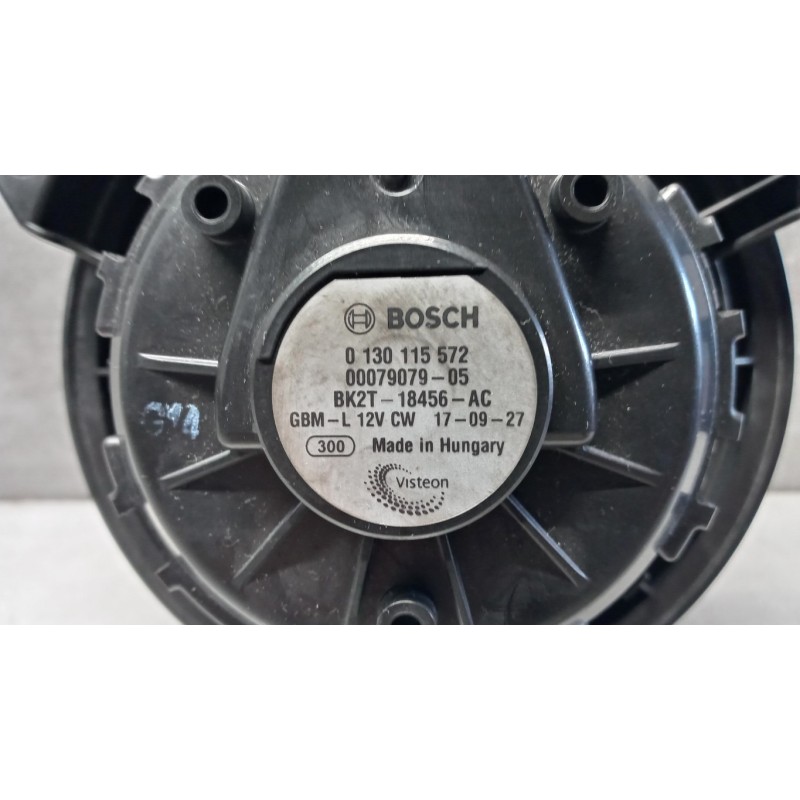 BOSCH
0 130 115 572
00079079-05
BK2T-18456-AC
GBM-L 12V CW 17-09-27
300 Made in Hungary
Visteon